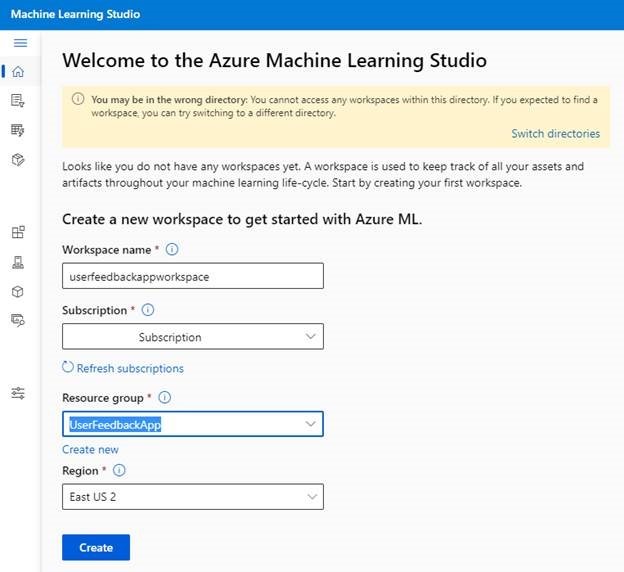 Machine Learning Studio
Welcome to the Azure Machine Learning Studio
You may be in the wrong directory: You cannot access any workspaces within this directory. If you expected to find a
workspace, you can try switching to a different directory.
Switch directories
Looks like you do not have any workspaces yet. A workspace is used to keep track of all your assets and
artifacts throughout your machine learning life-cycle. Start by creating your first workspace.
Create a new workspace to get started with Azure ML.
Workspace name *
userfeedbackappworkspace
Subscription *
Subscription
Refresh subscriptions
Resource group *
UserFeedbackApp
Create new
Region *
East US 2
Create